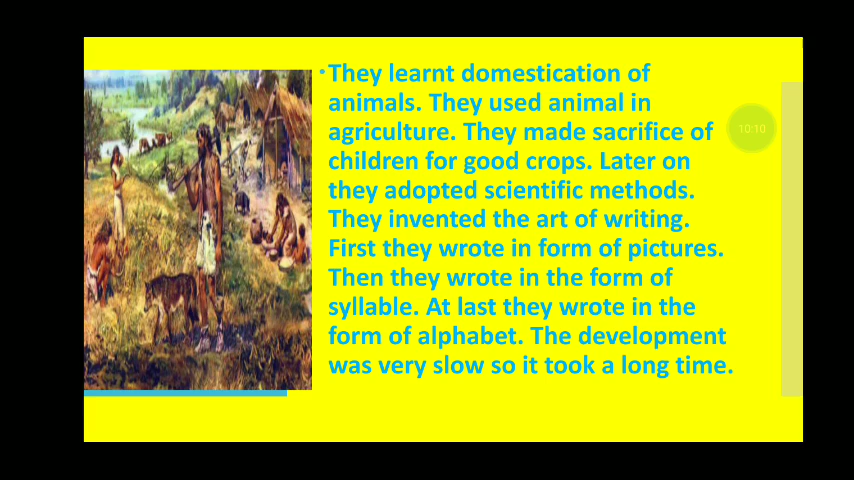 •They learnt domestication of
animals. They used animal in
agriculture. They made sacrifice of
children for good crops. Later on
they adopted scientific methods.
They invented the art of writing.
First they wrote in form of pictures.
Then they wrote in the form of
syllable. At last they wrote in the
form of alphabet. The development
was very slow so it took a long time.
10:10